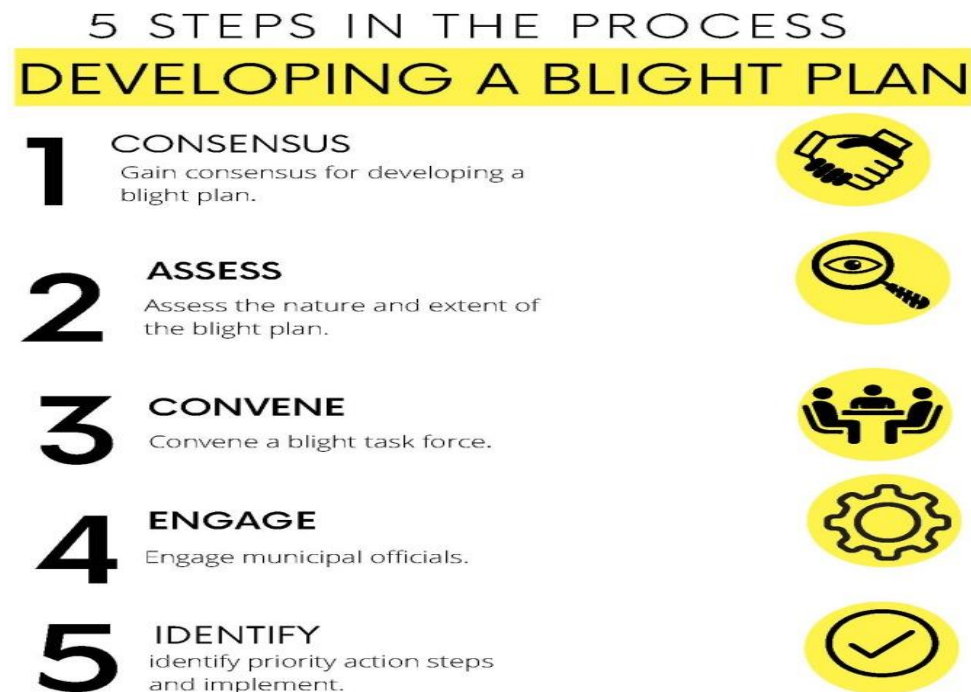 5 STEPS IN THE PROCESS
DEVELOPING A BLIGHT PLAN
1 CONSENSUS
Gain consensus for developing a
blight plan.
2 ASSESS
Assess the nature and extent of
the blight plan.
3 CONVENE
Convene a blight task force.
4 ENGAGE
Engage municipal officials.
5 IDENTIFY
identify priority action steps
and implement.